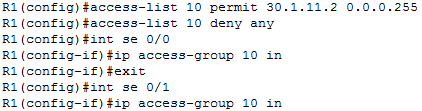 R1(config)#access-list 10 permit 30.1.11.2 0.0.0.255
R1(config)#access-list 10 deny any
R1(config)#int se 0/0
R1(config-if)#ip access-group 10 in
R1(config-if)#exit
R1(config)#int se 0/1
R1(config-if)#ip access-group 10 in